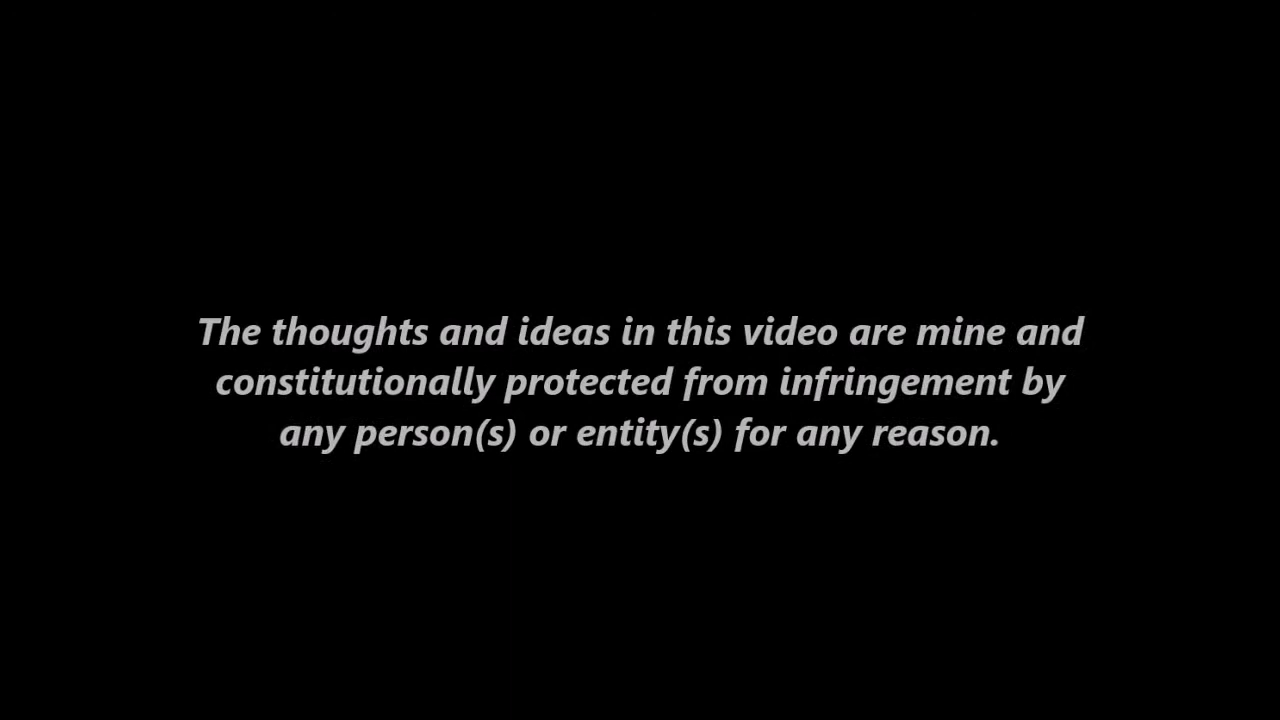 The thoughts and ideas in this video are mine and
constitutionally protected from infringement by
any person(s) or entity(s) for any reason.